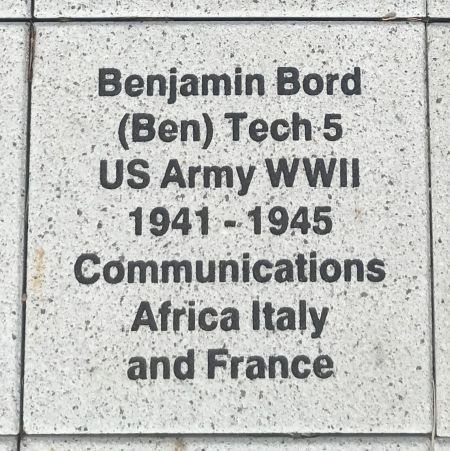 Benjamin Bord
(Ben) Tech 5
US Army WWII
1941 - 1945
Communications
Africa Italy
and France